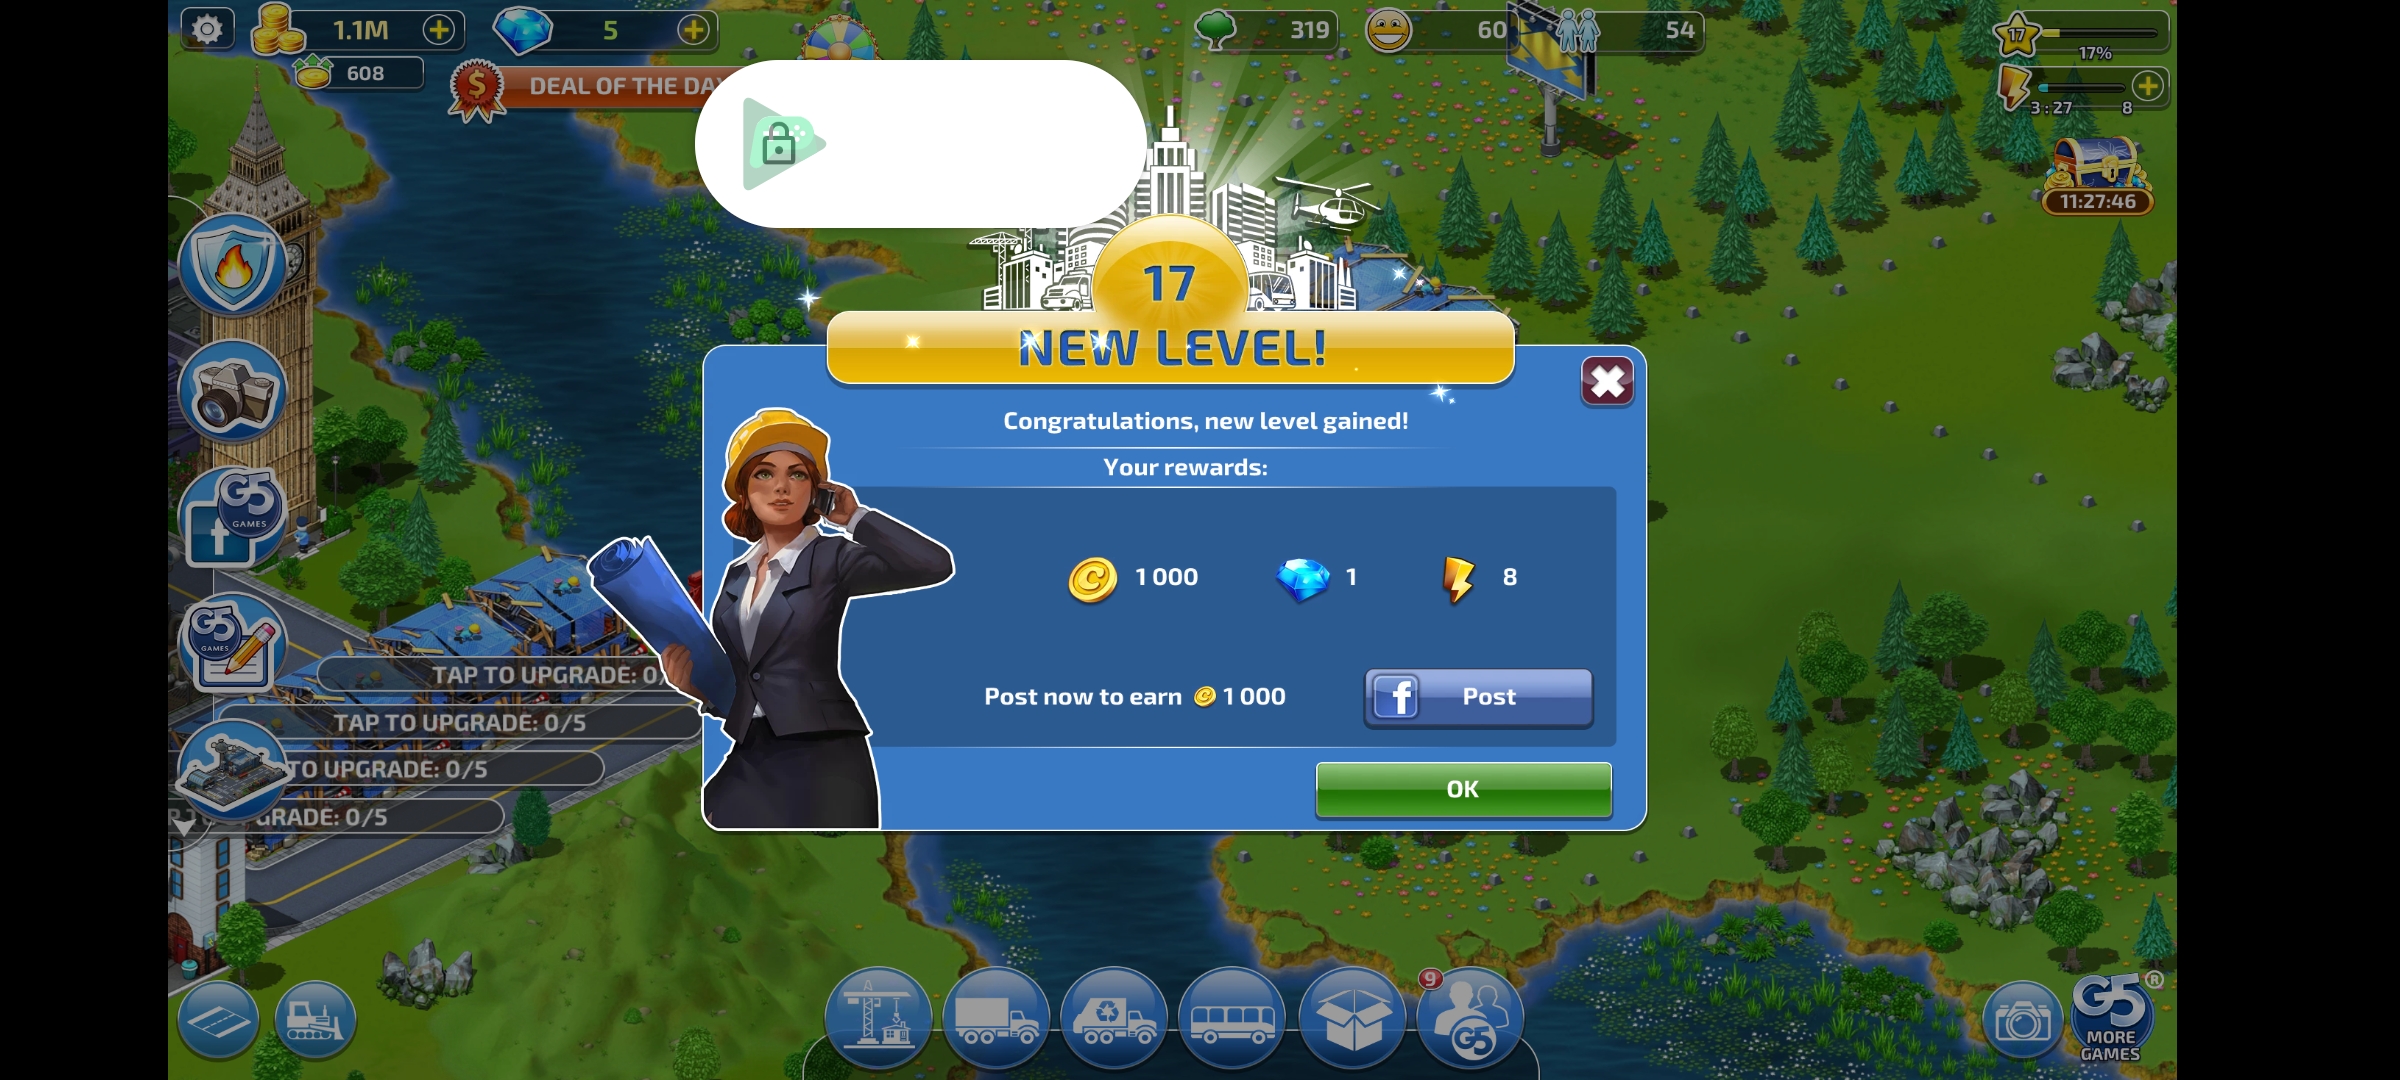 1.1M
5
319
60
54
17
17%
608
DEAL OF THE DA
3:27
8
11:27:46
17
NEW LEVEL!
Congratulations, new level gained!
Your rewards:
1 000
1
8
Post now to earn 1 000
f Post
OK
G5
GAMES
f
G5
GAMES
TAP TO UPGRADE: 0/
TAP TO UPGRADE: 0/5
TO UPGRADE: 0/5
GRADE: 0/5
9
G5
G5 ®
MORE
GAMES